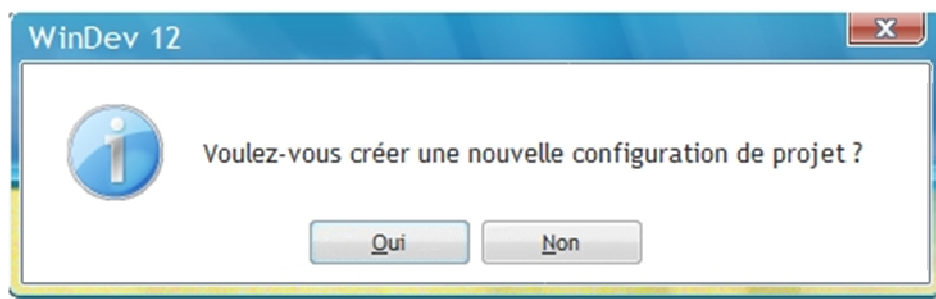 WinDev 12
Voulez-vous créer une nouvelle configuration de projet ?
Oui
Non